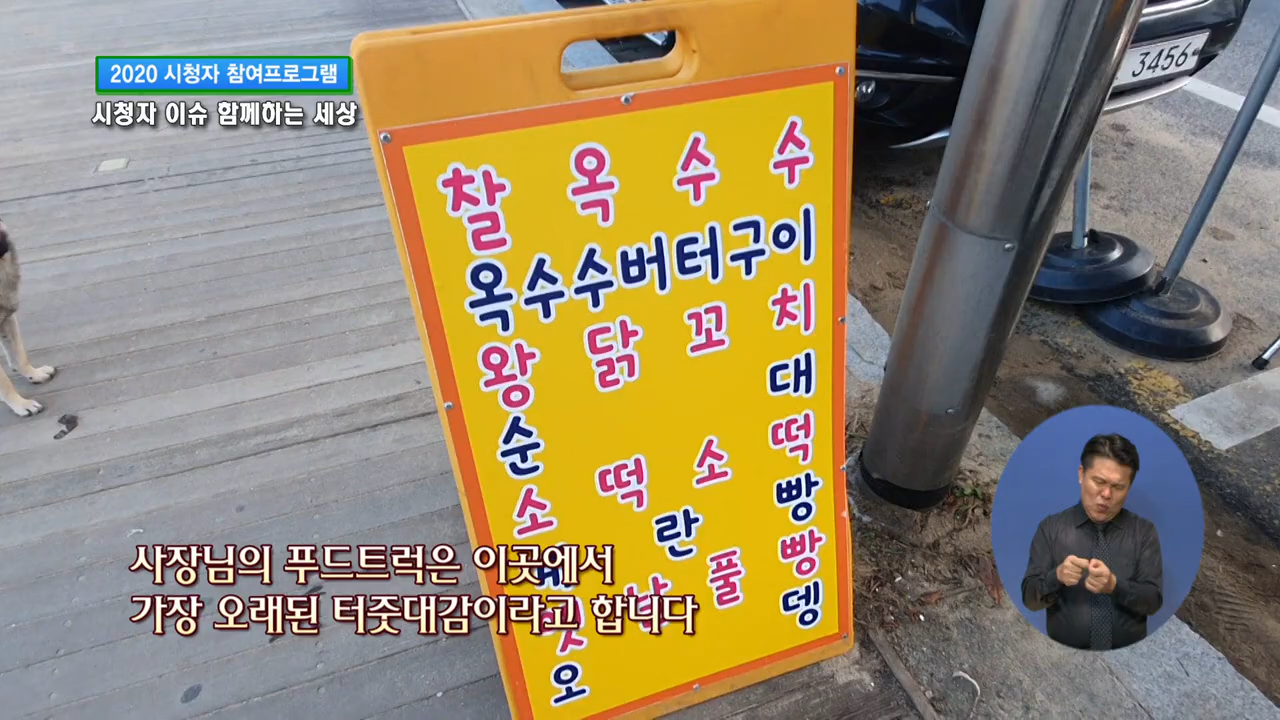 2020 시청자 참여프로그램
시청자 이슈 함께하는 세상
3456
찰 옥 수 수
옥수수버터구이
왕 닭 꼬 치
순 대
소 떡 소 떡
란 빵
풀 빵
오 뎅
사장님의 푸드트럭은 이곳에서
가장 오래된 터줏대감이라고 합니다